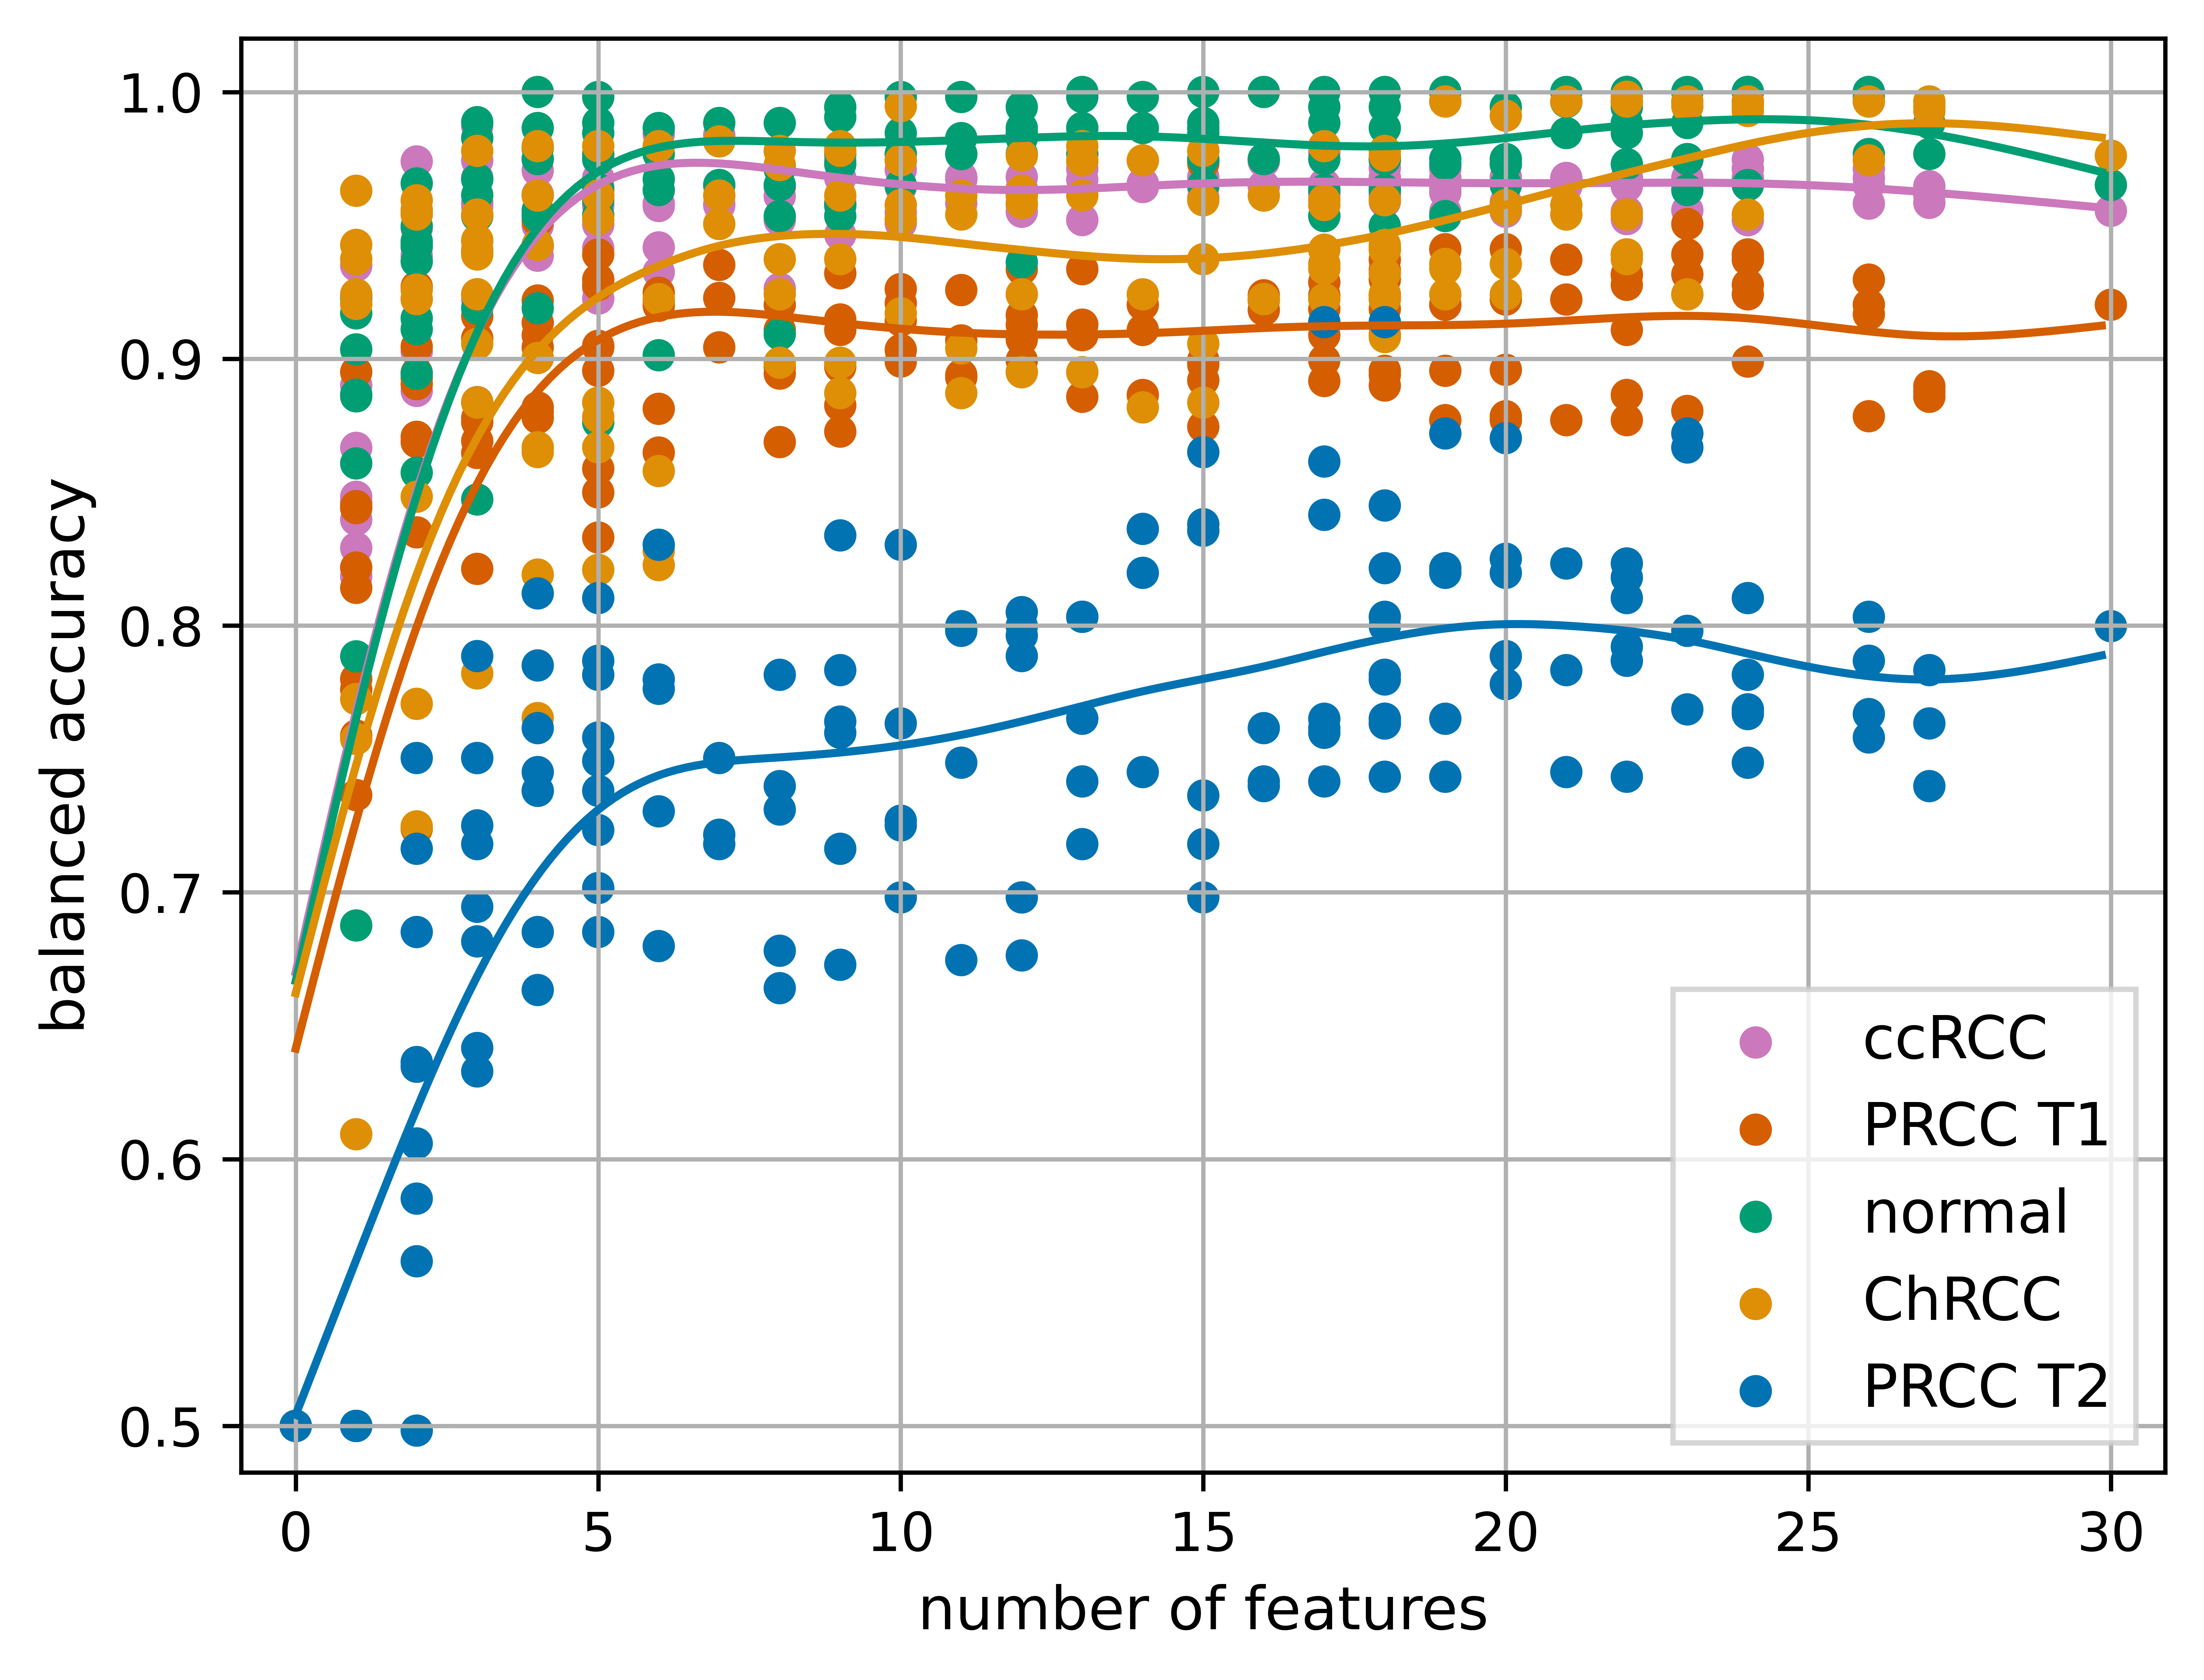 balanced accuracy
1.0
0.9
0.8
0.7
0.6
0.5
0 5 10 15 20 25 30
number of features
ccRCC
PRCC T1
normal
ChRCC
PRCC T2